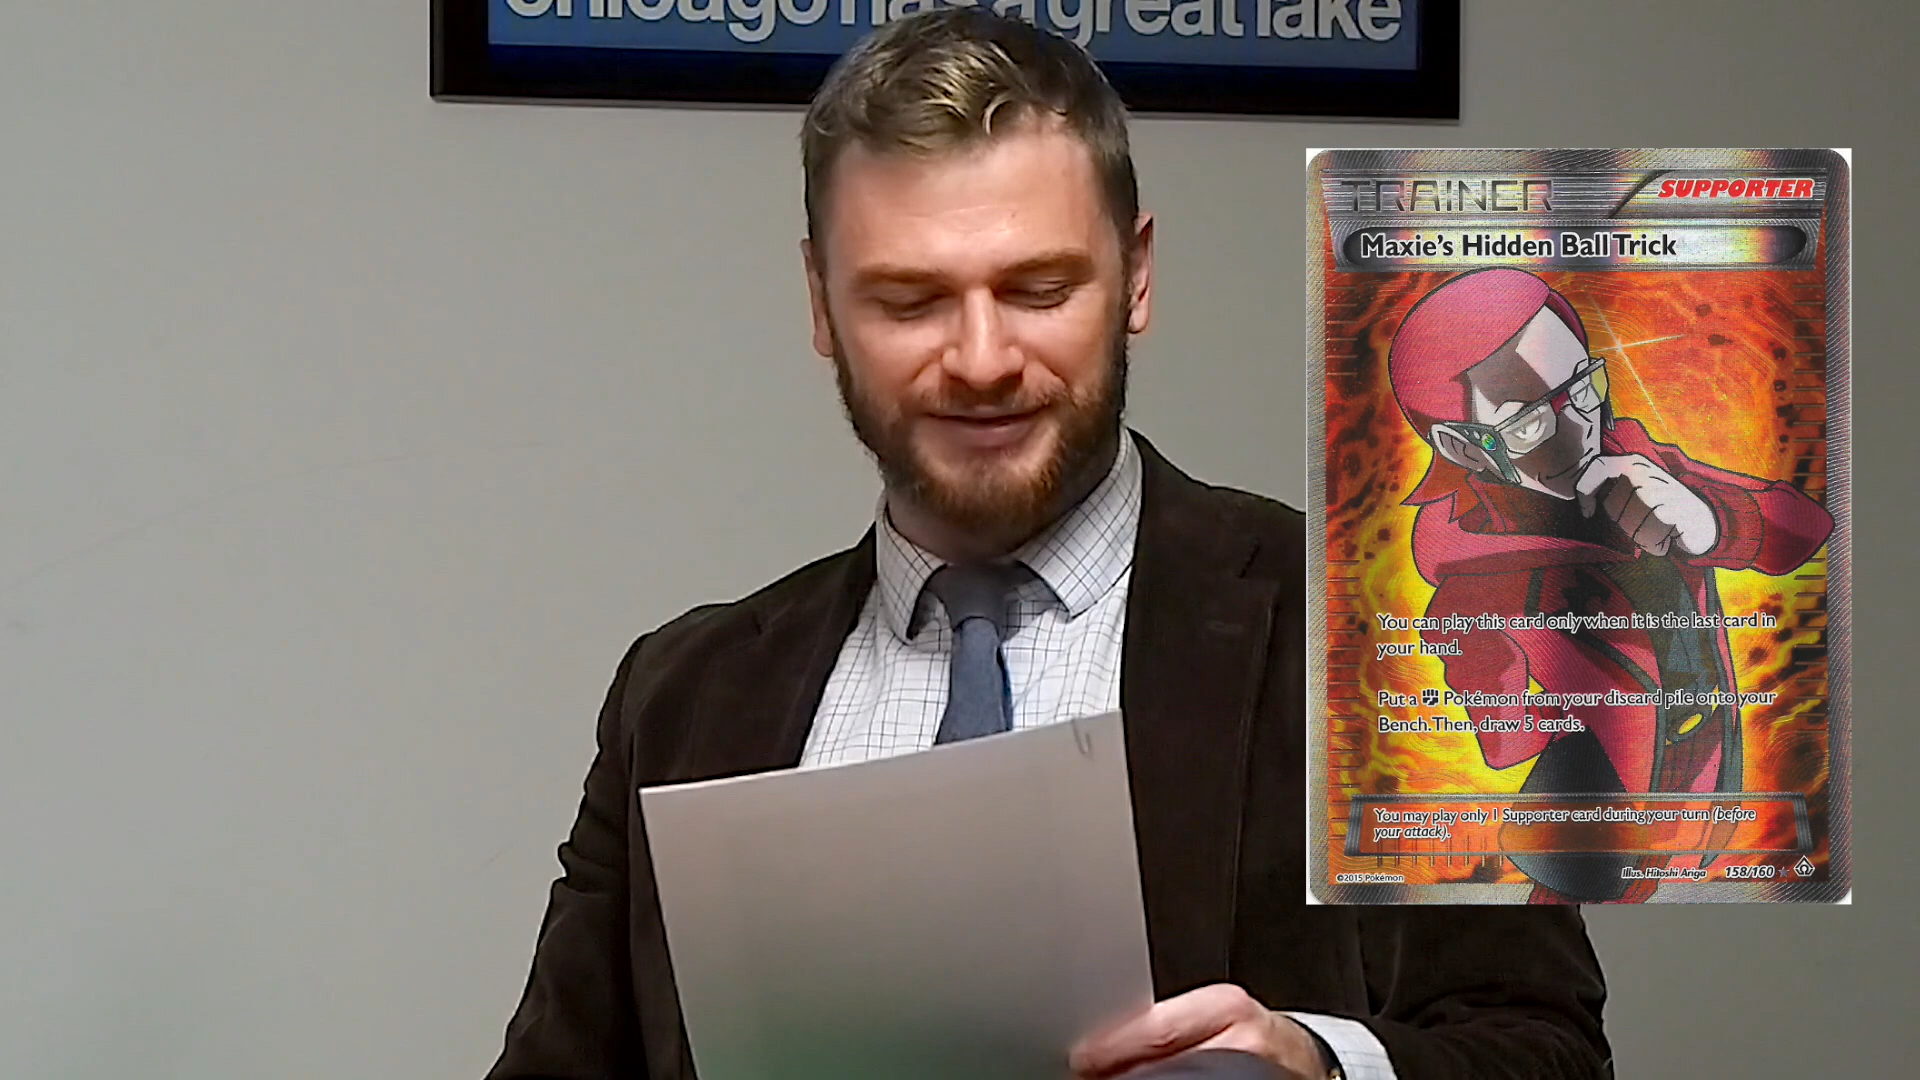 Chicago has a great lake
TRAINER
SUPPORTER
Maxie's Hidden Ball Trick
You can play this card only when it is the last card in
your hand.
Put a Pokémon from your discard pile onto your
Bench. Then, draw 5 cards.
You may play only 1 Supporter card during your turn (before
your attack).
©2015 Pokémon
Illus. Hitoshi Ariga
158/160